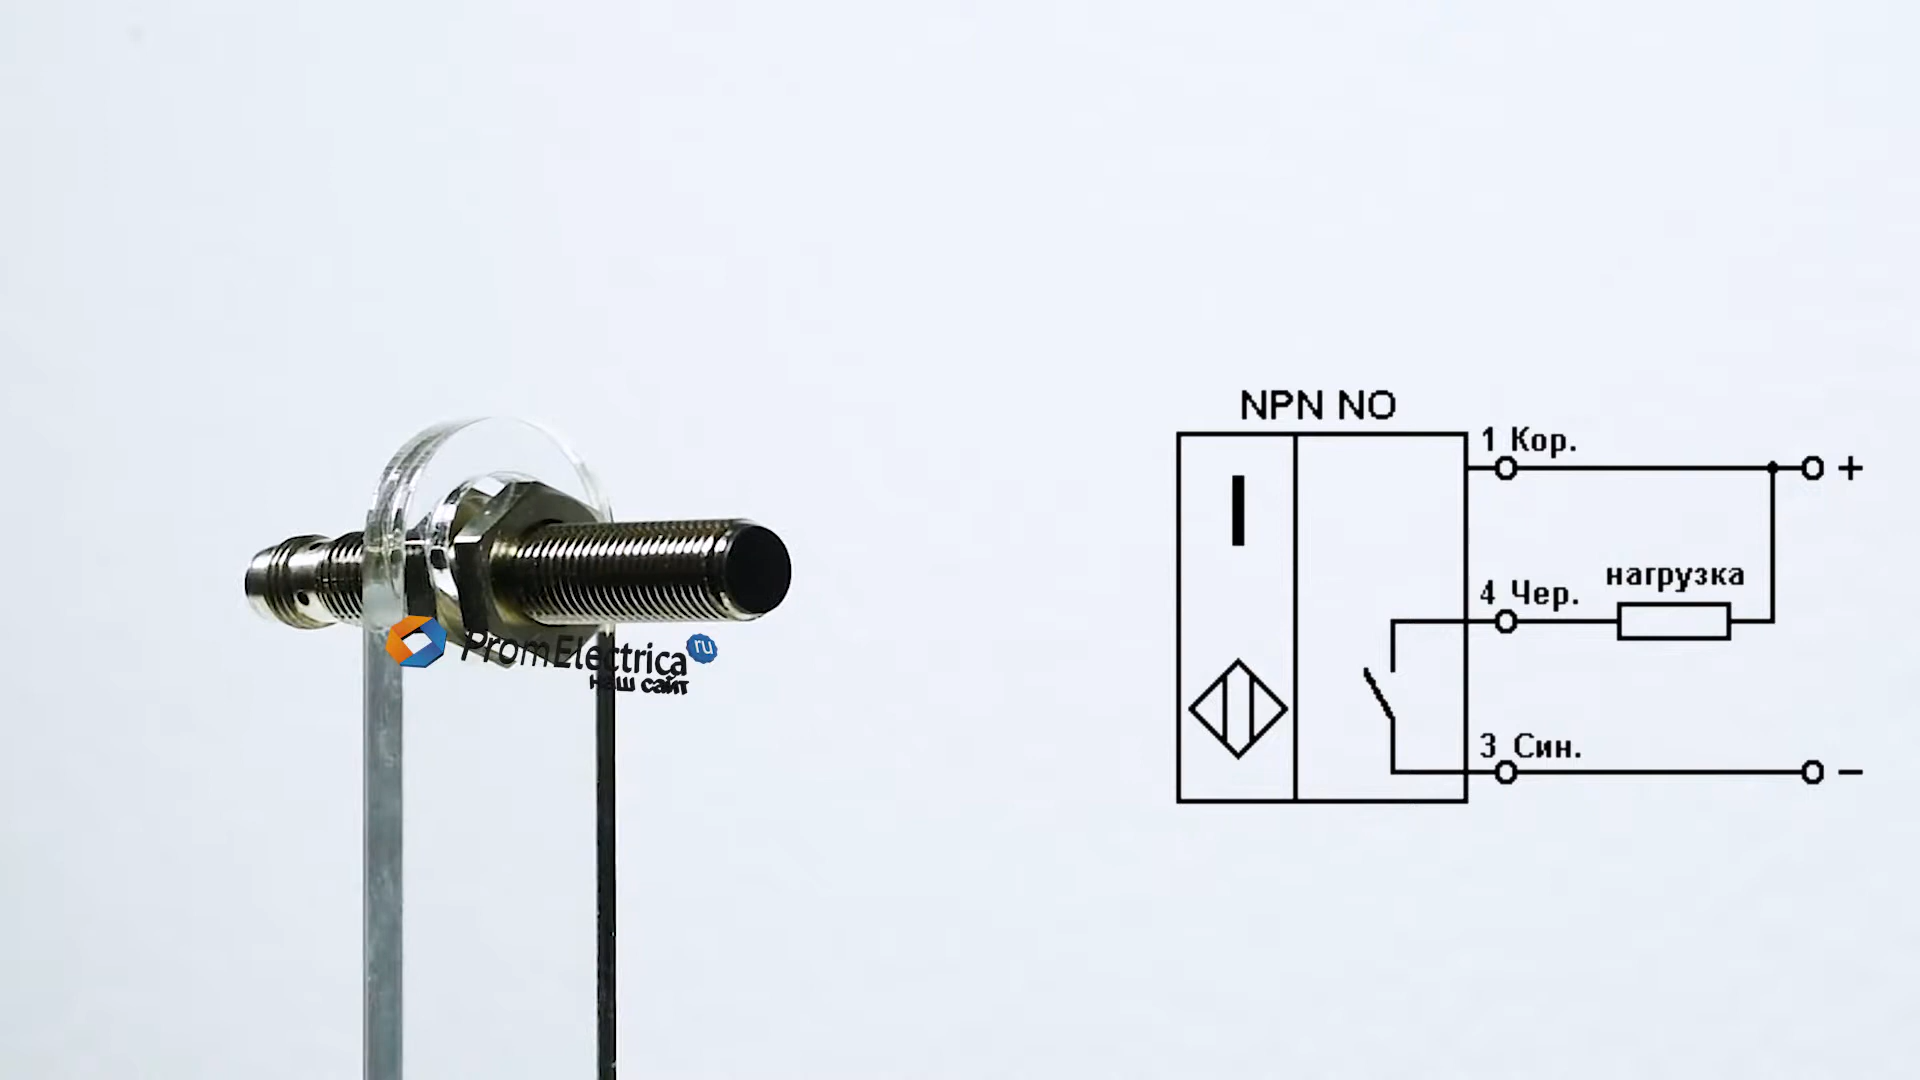 PromElectrica ru
наш сайт
NPN NO
1 Кор.
+
нагрузка
4 Чер.
3 Син.
−